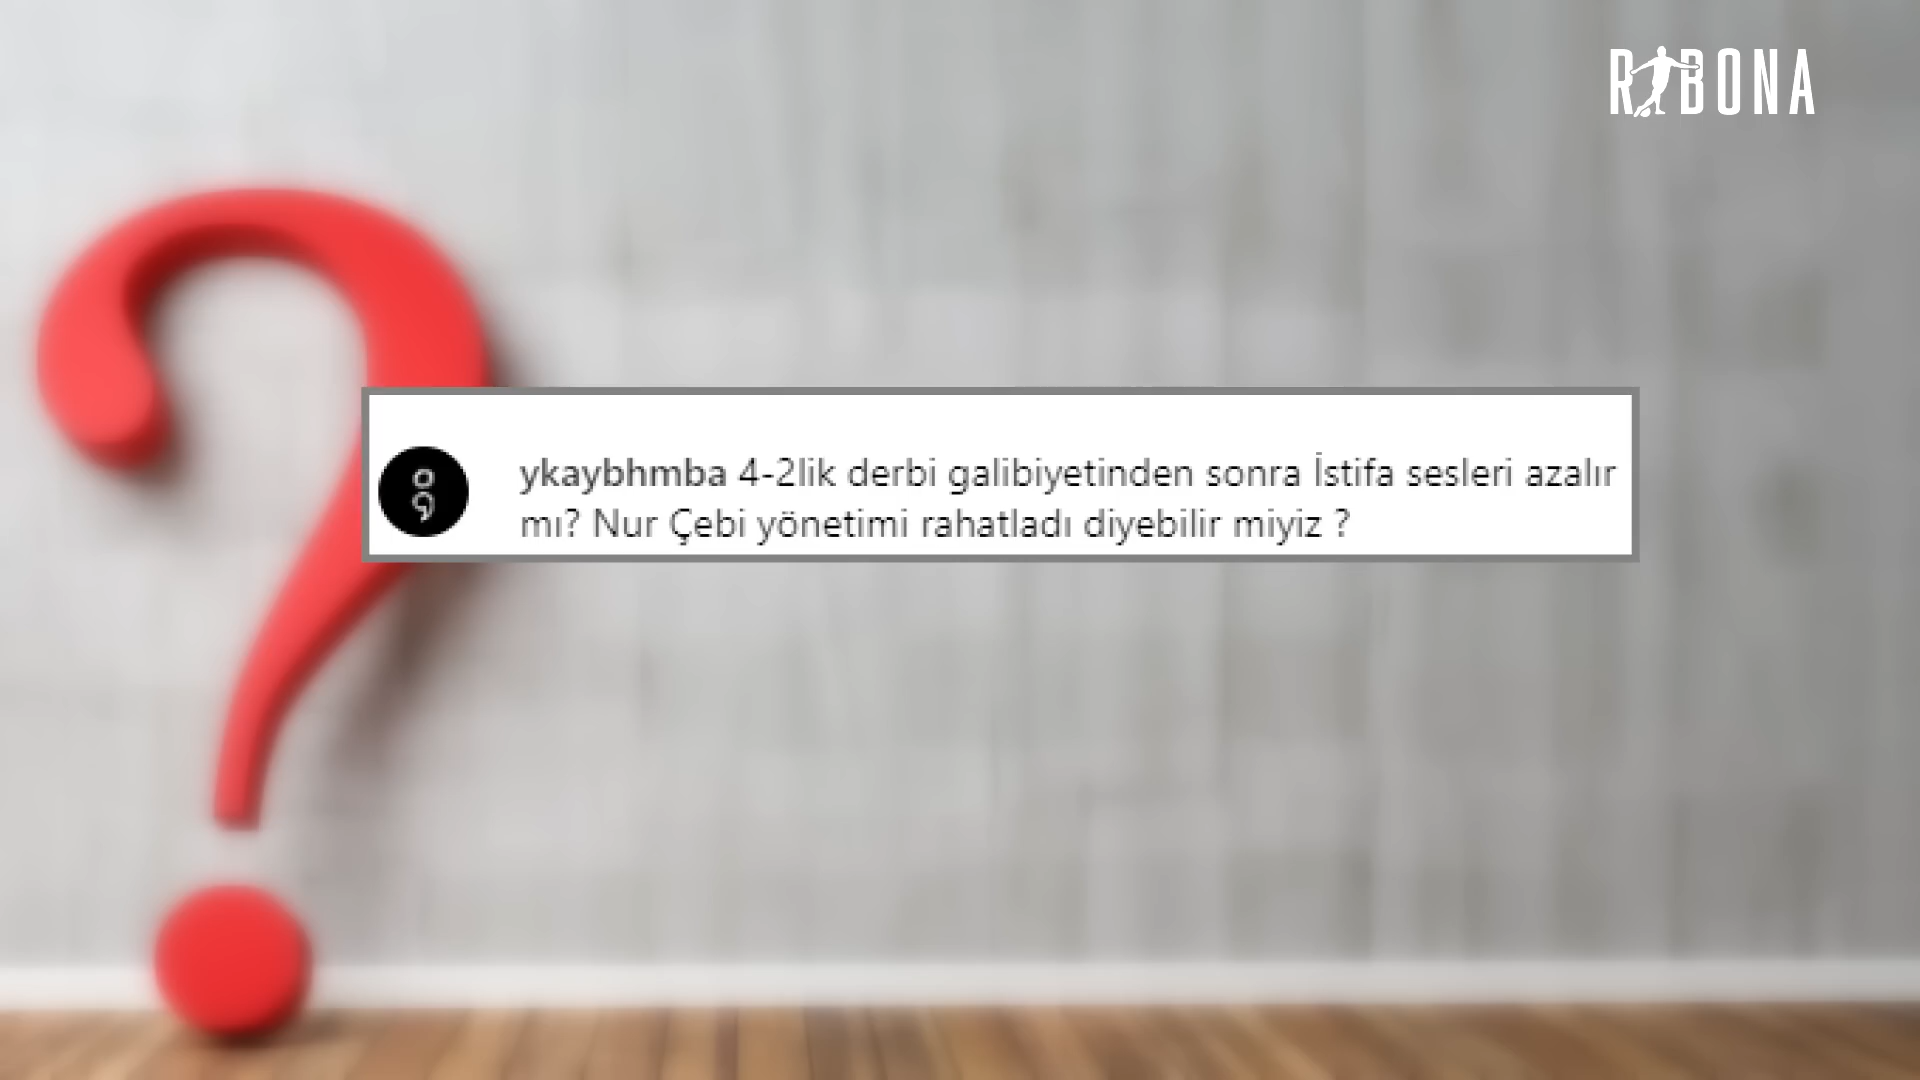 RABONA
ykaybhmba 4-2lik derbi galibiyetinden sonra İstifa sesleri azalır
mı? Nur Çebi yönetimi rahatladı diyebilir miyiz ?